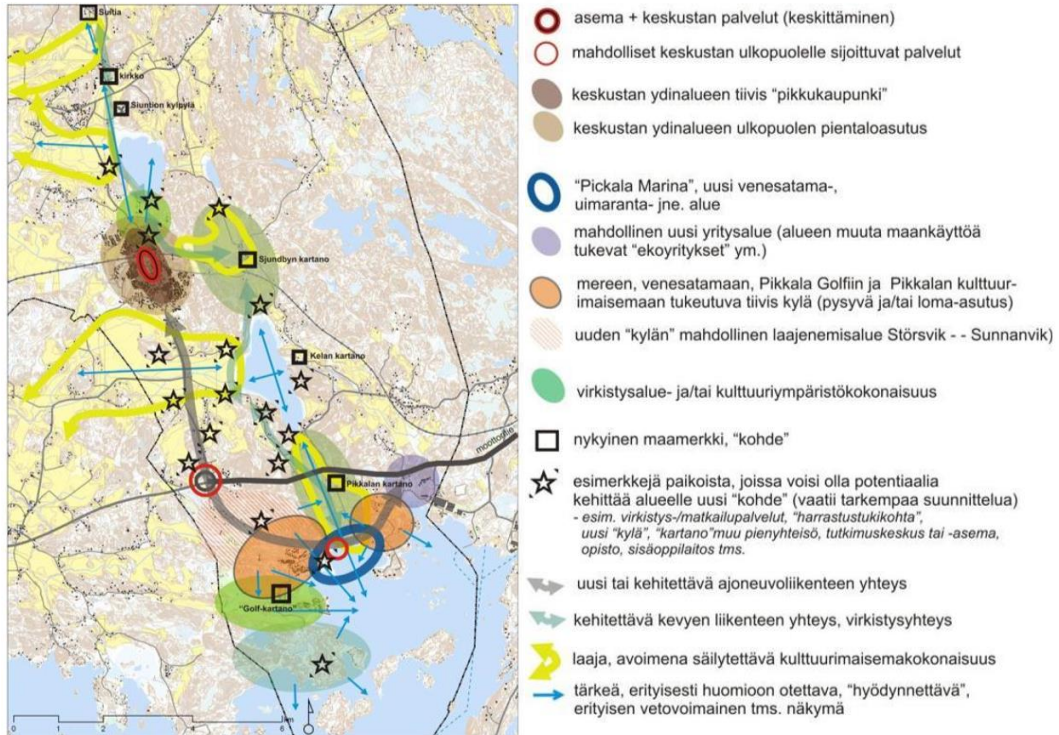 Suitia
kirkko
Siuntion kylpylä
Sjundbyn kartano
Kelan kartano
moottoritie
Pikkalan kartano
"Golf-kartano"
0 2 4 6 km
asema + keskustan palvelut (keskittäminen)
mahdolliset keskustan ulkopuolelle sijoittuvat palvelut
keskustan ydinalueen tiivis "pikkukaupunki"
keskustan ydinalueen ulkopuolen pientaloasutus
"Pickala Marina", uusi venesatama-,
uimaranta- jne. alue
mahdollinen uusi yritysalue (alueen muuta maankäyttöä
tukevat "ekoyritykset" ym.)
mereen, venesatamaan, Pikkala Golfiin ja Pikkalan kulttuur-
imaisemaan tukeutuva tiivis kylä (pysyvä ja/tai loma-asutus)
uuden "kylän" mahdollinen laajenemisalue Störsvik - - Sunnanvik)
virkistysalue- ja/tai kulttuuriympäristökokonaisuus
nykyinen maamerkki, "kohde"
esimerkkejä paikoista, joissa voisi olla potentiaalia
kehittää alueelle uusi "kohde" (vaatii tarkempaa suunnittelua)
- esim. virkistys-/matkailupalvelut, "harrastustukikohta",
uusi "kylä", "kartano"muu pienyhteisö, tutkimuskeskus tai -asema,
opisto, sisäoppilaitos tms.
uusi tai kehitettävä ajoneuvoliikenteen yhteys
kehitettävä kevyen liikenteen yhteys, virkistysyhteys
laaja, avoimena säilytettävä kulttuurimaisemakokonaisuus
tärkeä, erityisesti huomioon otettava, "hyödynnettävä",
erityisen vetovoimainen tms. näkymä